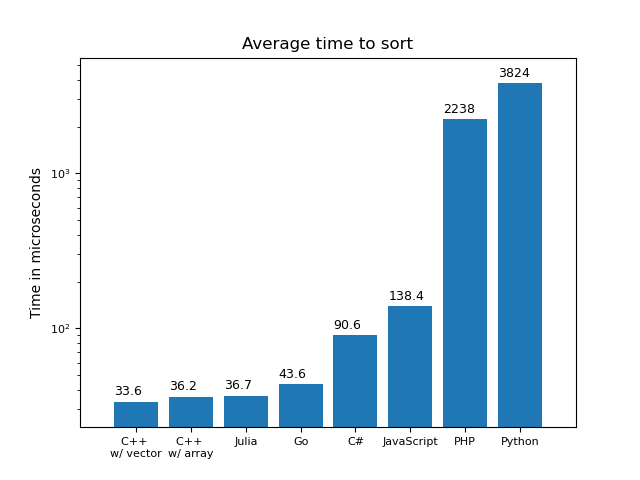 Average time to sort
Time in microseconds
10³
10²
33.6
36.2
36.7
43.6
90.6
138.4
2238
3824
C++
w/ vector
C++
w/ array
Julia
Go
C#
JavaScript
PHP
Python